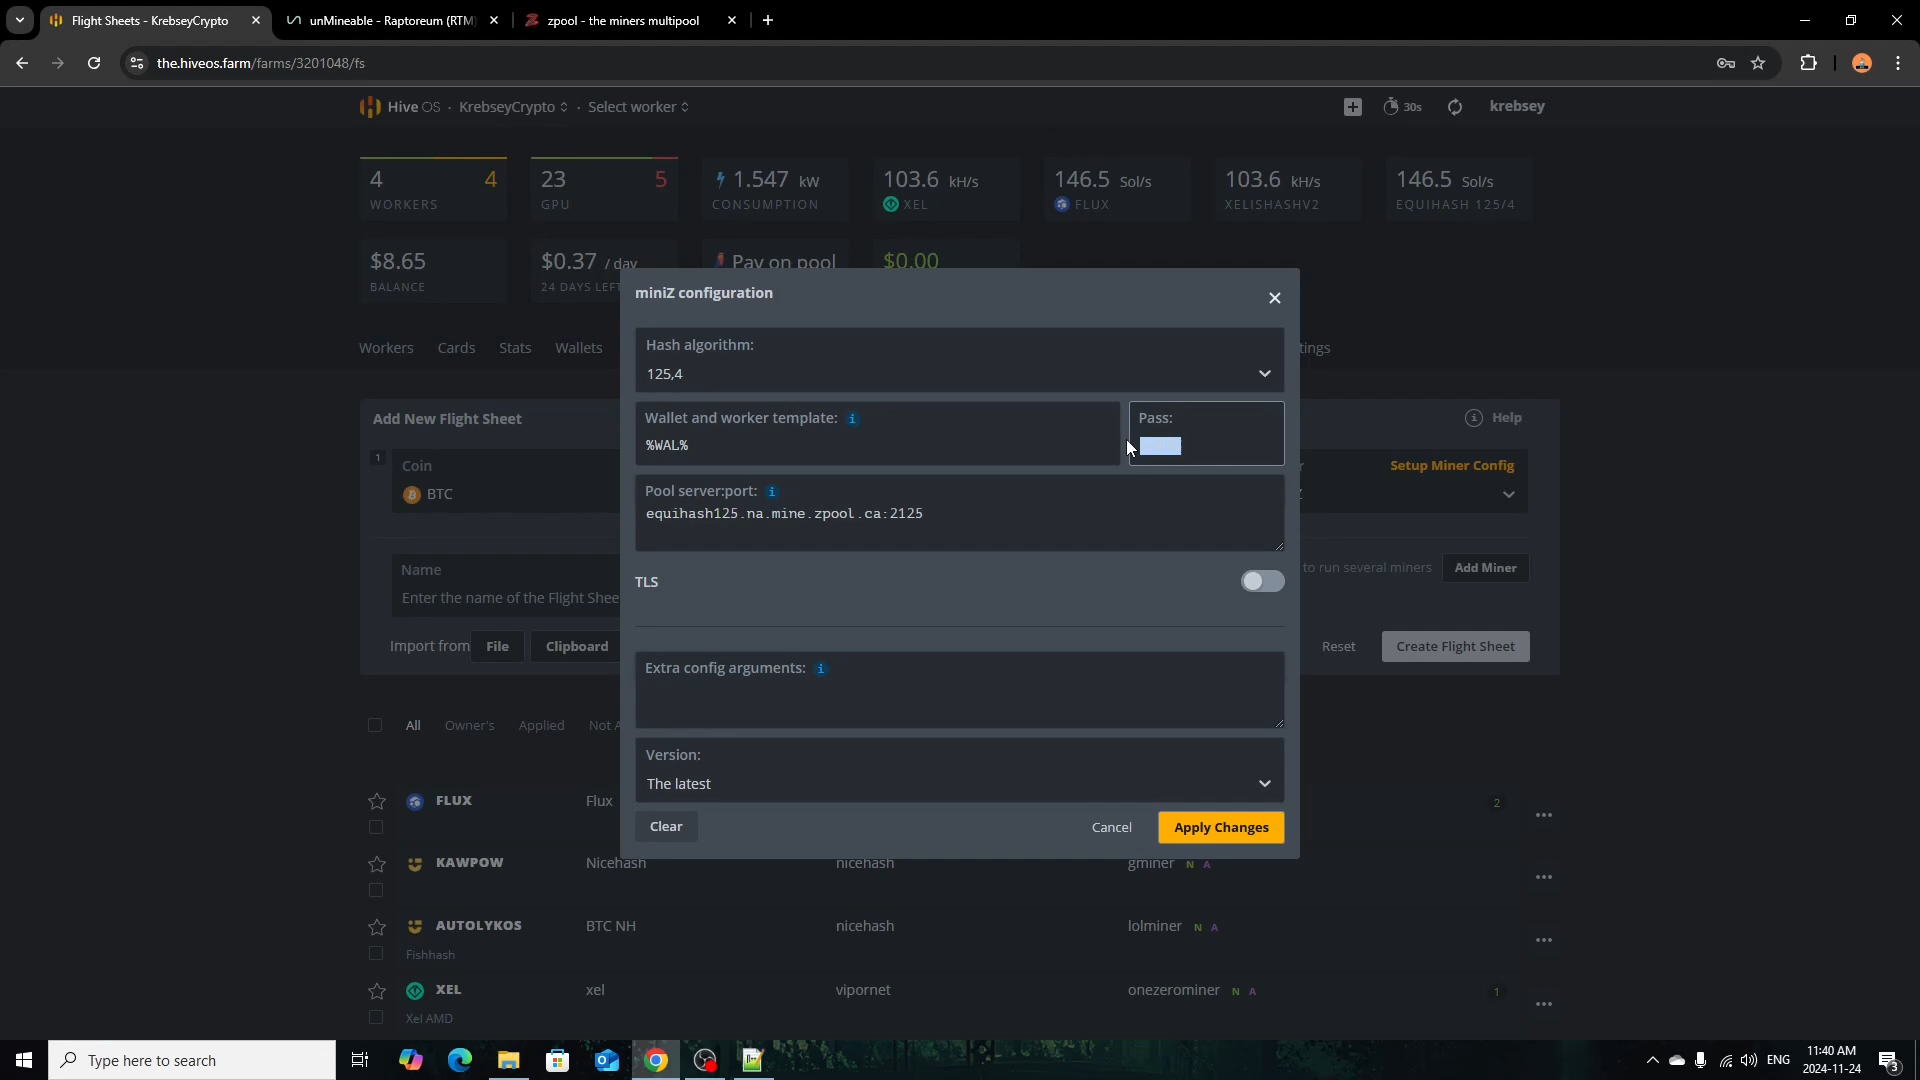 Flight Sheets - KrebseyCrypto
unMineable - Raptoreum (RTM)
zpool - the miners multipool
the.hiveos.farm/farms/3201048/fs
Hive OS · KrebseyCrypto · Select worker
30s
krebsey
4 4
WORKERS
23 5
GPU
1.547 kW
CONSUMPTION
103.6 kH/s
XEL
146.5 Sol/s
FLUX
103.6 kH/s
XELISHASHV2
146.5 Sol/s
EQUIHASH 125/4
$8.65
BALANCE
$0.37 / day
24 DAYS LEFT
Pay on pool
$0.00
miniZ configuration
Workers Cards Stats Wallets
tings
Hash algorithm:
125,4
Add New Flight Sheet
Help
Wallet and worker template:
%WAL%
Pass:
1
Coin
BTC
Setup Miner Config
Pool server:port:
equihash125.na.mine.zpool.ca:2125
Name
Enter the name of the Flight Shee
to run several miners
Add Miner
TLS
Import from File Clipboard
Reset
Create Flight Sheet
Extra config arguments:
All Owner's Applied Not A
Version:
The latest
FLUX Flux 2
Clear
Cancel
Apply Changes
KAWPOW Nicehash nicehash gminer N A
AUTOLYKOS BTC NH nicehash lolminer N A
Fishhash
XEL xel vipornet onezerominer N A 1
Xel AMD
Type here to search
ENG
11:40 AM
2024-11-24
3